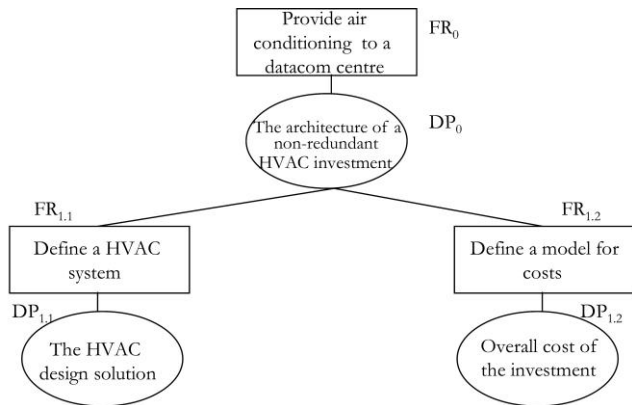 Provide air
conditioning to a
datacom centre
FR0
The architecture of a
non-redundant
HVAC investment
DP0
FR1.1
FR1.2
Define a HVAC
system
Define a model for
costs
DP1.1
DP1.2
The HVAC
design solution
Overall cost of
the investment